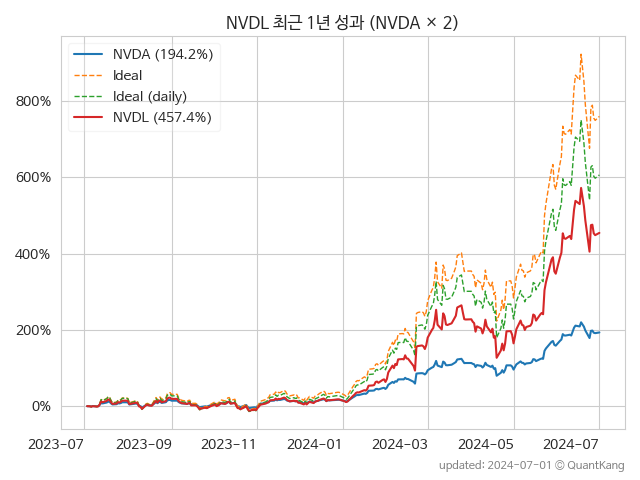 NVDL 최근 1년 성과 (NVDA × 2)
NVDA (194.2%)
Ideal
Ideal (daily)
NVDL (457.4%)
800%
600%
400%
200%
0%
2023-07 2023-09 2023-11 2024-01 2024-03 2024-05 2024-07
updated: 2024-07-01 © QuantKang